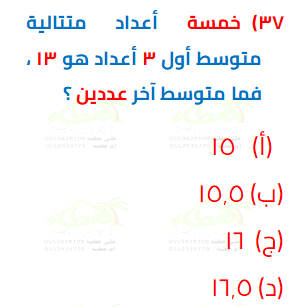 ٣٧) خمسة أعداد متتالية
متوسط أول ٣ أعداد هو ١٣ ،
فما متوسط آخر عددين ؟
(أ) ١٥
(ب) ١٥,٥
(ج) ١٦
(د) ١٦,٥